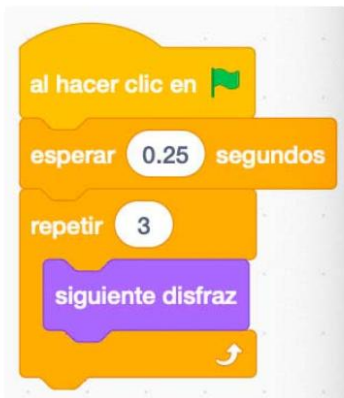 al hacer clic en
esperar 0.25 segundos
repetir 3
siguiente disfraz